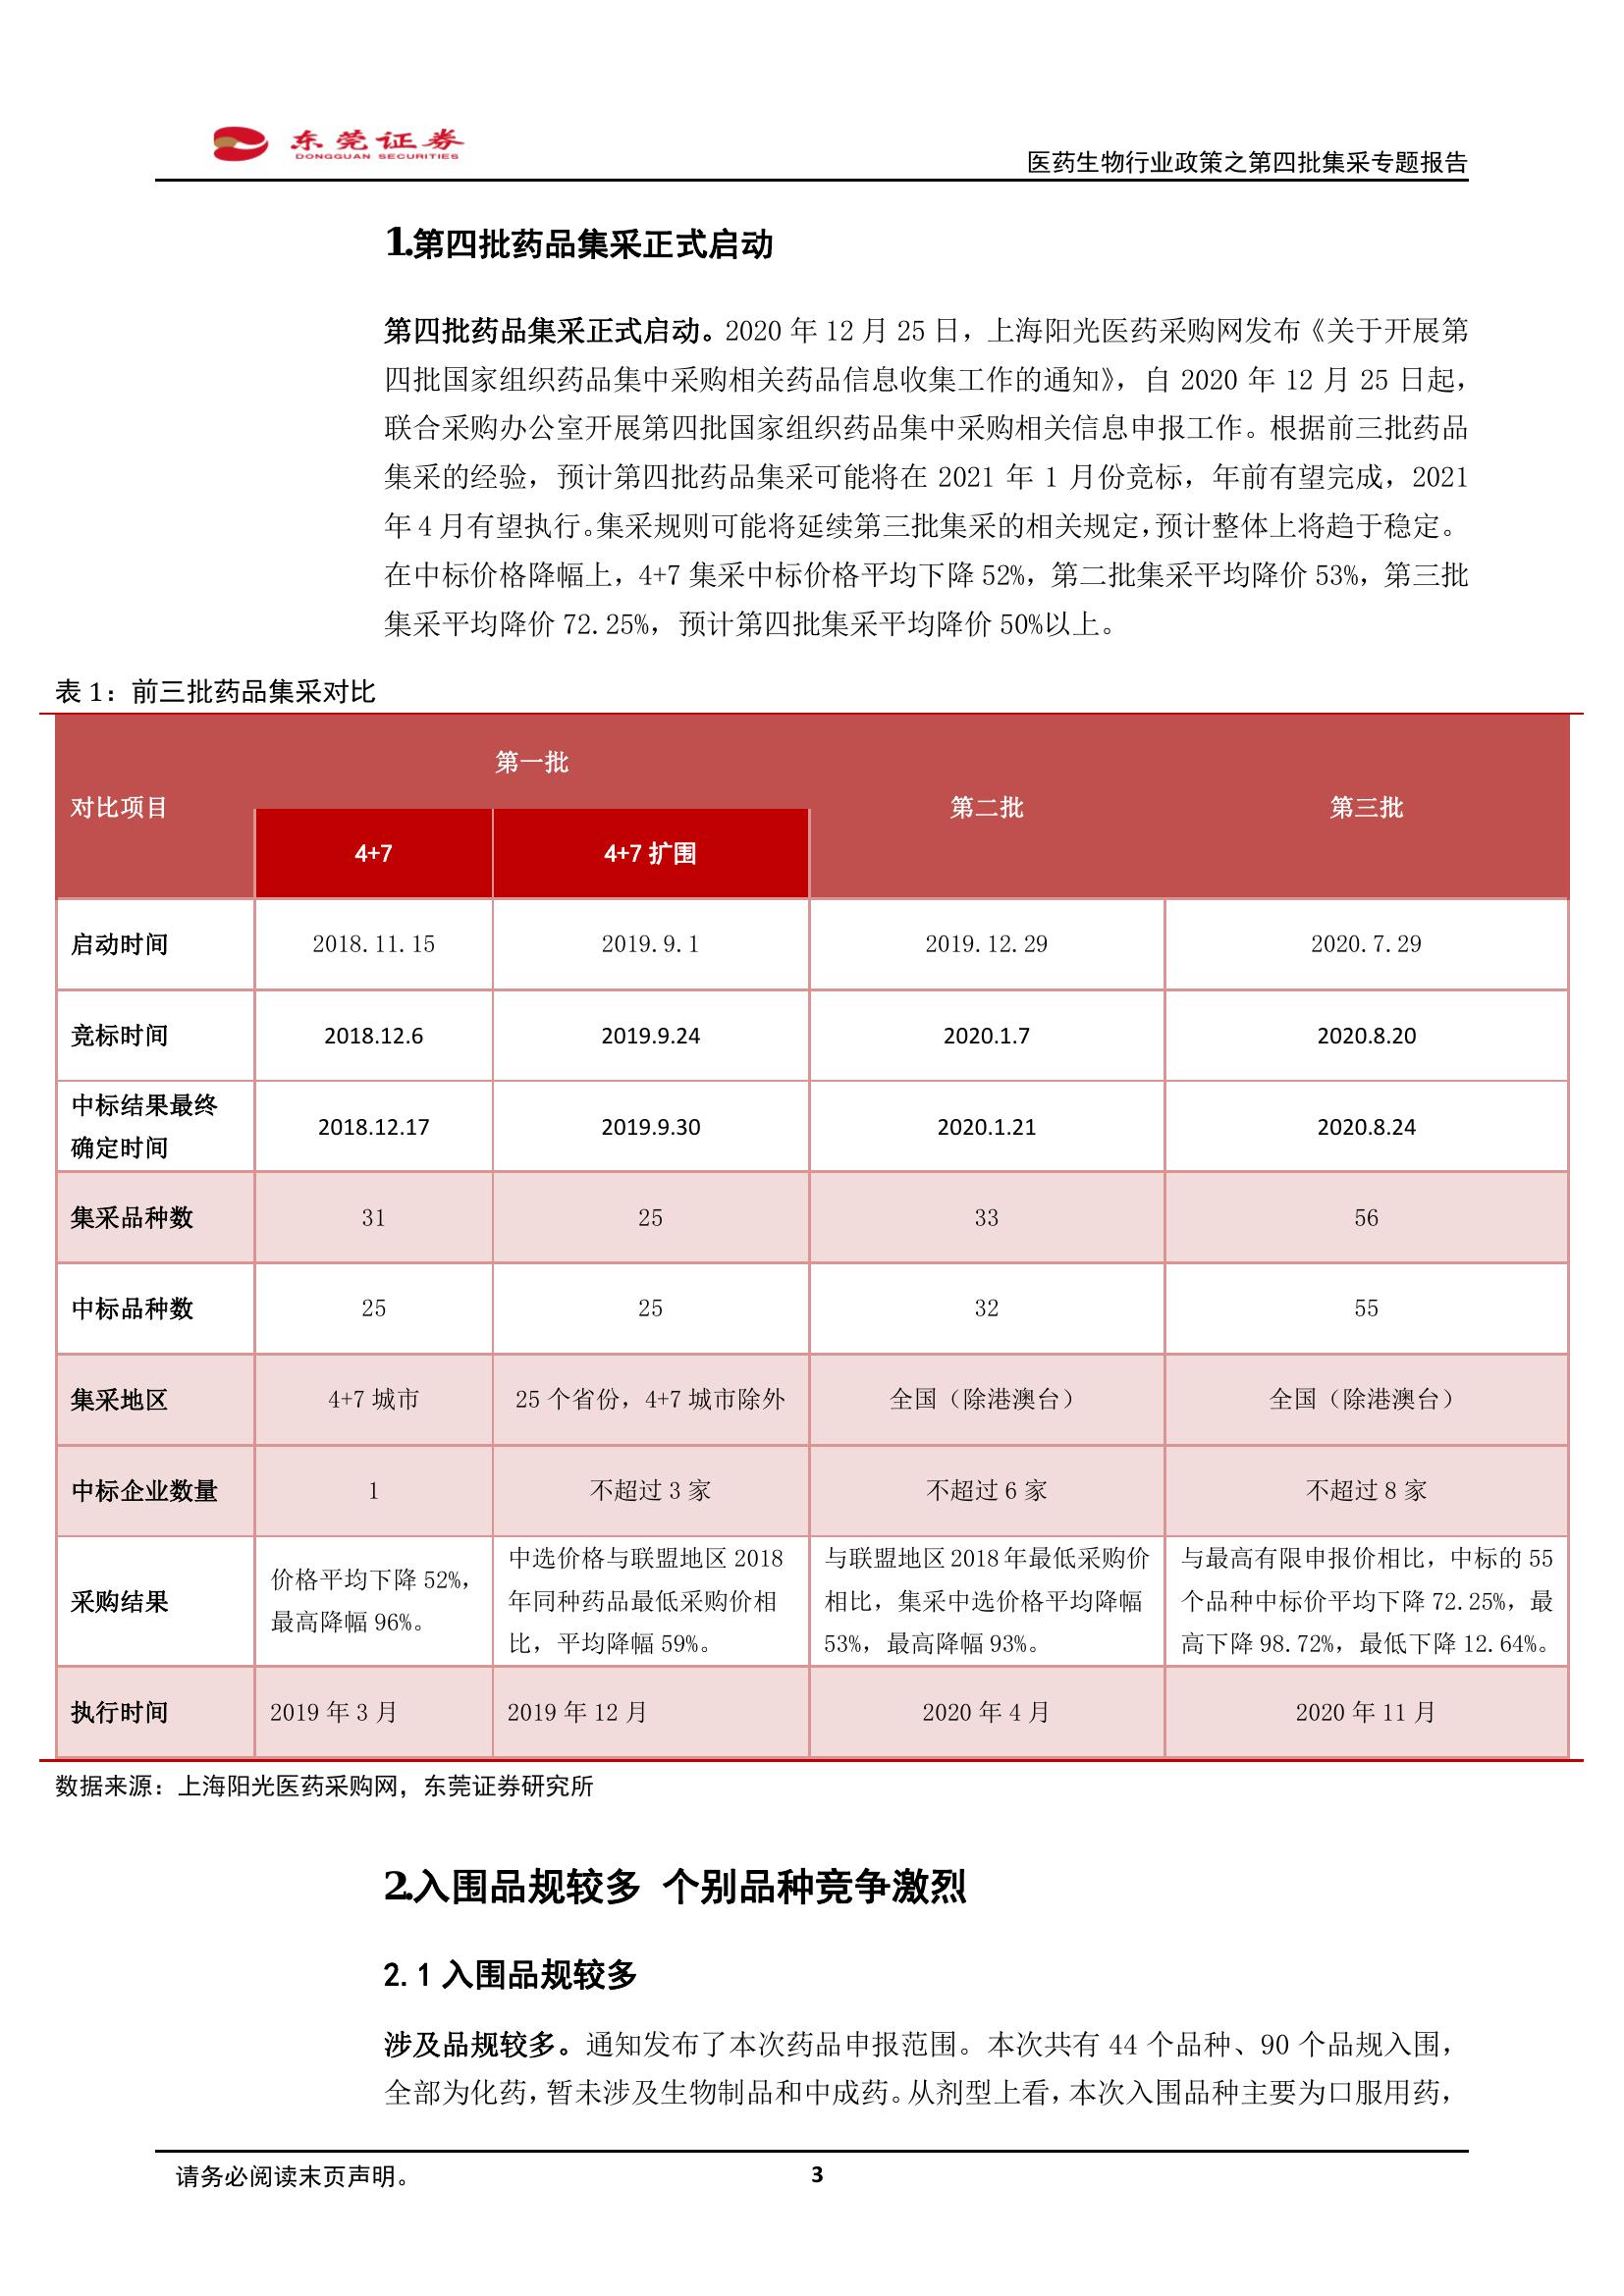 东莞证券
DONGGUAN SECURITIES
医药生物行业政策之第四批集采专题报告
1.第四批药品集采正式启动
第四批药品集采正式启动。2020 年 12 月 25 日，上海阳光医药采购网发布《关于开展第
四批国家组织药品集中采购相关药品信息收集工作的通知》，自 2020 年 12 月 25 日起，
联合采购办公室开展第四批国家组织药品集中采购相关信息申报工作。根据前三批药品
集采的经验，预计第四批药品集采可能将在 2021 年 1 月份竞标，年前有望完成，2021
年 4 月有望执行。集采规则可能将延续第三批集采的相关规定，预计整体上将趋于稳定。
在中标价格降幅上，4+7 集采中标价格平均下降 52%，第二批集采平均降价 53%，第三批
集采平均降价 72.25%，预计第四批集采平均降价 50%以上。
表 1：前三批药品集采对比
对比项目 第一批 第二批 第三批
4+7 4+7 扩围
启动时间 2018.11.15 2019.9.1 2019.12.29 2020.7.29
竞标时间 2018.12.6 2019.9.24 2020.1.7 2020.8.20
中标结果最终
确定时间 2018.12.17 2019.9.30 2020.1.21 2020.8.24
集采品种数 31 25 33 56
中标品种数 25 25 32 55
集采地区 4+7 城市 25 个省份，4+7 城市除外 全国（除港澳台） 全国（除港澳台）
中标企业数量 1 不超过 3 家 不超过 6 家 不超过 8 家
采购结果
价格平均下降 52%，
最高降幅 96%。
中选价格与联盟地区 2018
年同种药品最低采购价相
比，平均降幅 59%。
与联盟地区 2018 年最低采购价
相比，集采中选价格平均降幅
53%，最高降幅 93%。
与最高有限申报价相比，中标的 55
个品种中标价平均下降 72.25%，最
高下降 98.72%，最低下降 12.64%。
执行时间 2019 年 3 月 2019 年 12 月 2020 年 4 月 2020 年 11 月
数据来源：上海阳光医药采购网，东莞证券研究所
2.入围品规较多 个别品种竞争激烈
2.1 入围品规较多
涉及品规较多。通知发布了本次药品申报范围。本次共有 44 个品种、90 个品规入围，
全部为化药，暂未涉及生物制品和中成药。从剂型上看，本次入围品种主要为口服用药，
请务必阅读末页声明。
3